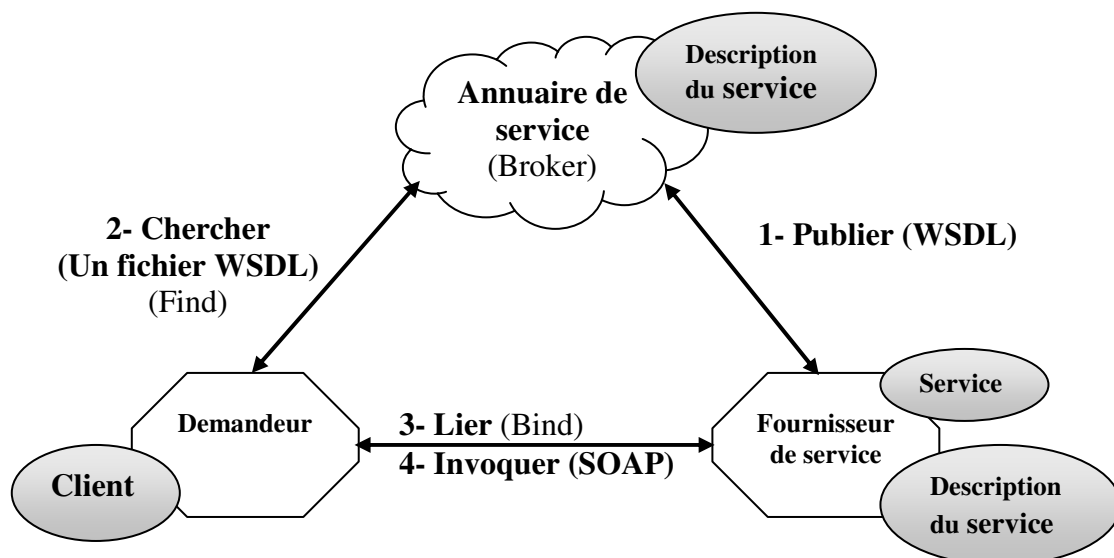 Description
du service
Annuaire de
service
(Broker)
2- Chercher
(Un fichier WSDL)
(Find)
1- Publier (WSDL)
Demandeur
Client
3- Lier (Bind)
4- Invoquer (SOAP)
Service
Fournisseur
de service
Description
du service